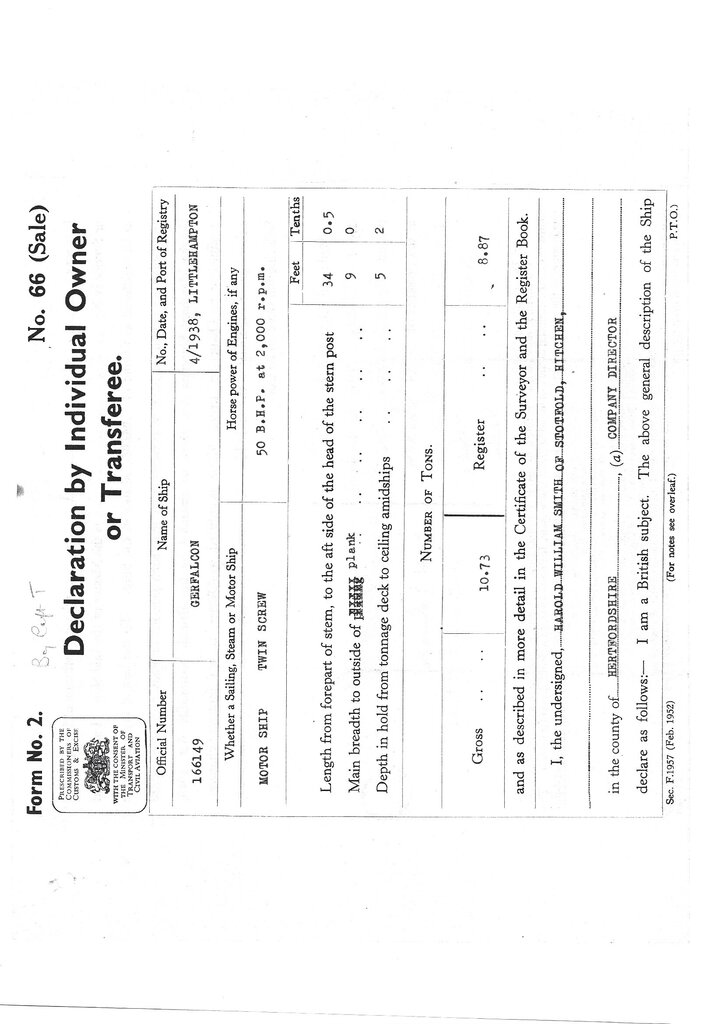 Form No. 2.
No. 66 (Sale)
PRESCRIBED BY THE
COMMISSIONERS OF
CUSTOMS & EXCISE
WITH THE CONSENT OF
THE MINISTER OF
TRANSPORT AND
CIVIL AVIATION
Declaration by Individual Owner
or Transferee.
Official Number
Name of Ship
No., Date, and Port of Registry
166149
GERFALCON
4/1938, LITTLEHAMPTON
Whether a Sailing, Steam or Motor Ship
Horse power of Engines, if any
MOTOR SHIP TWIN SCREW
50 B.H.P. at 2,000 r.p.m.
Feet Tenths
Length from forepart of stem, to the aft side of the head of the stern post 34 0.5
Main breadth to outside of plank .. .. .. .. .. 9 0
Depth in hold from tonnage deck to ceiling amidships .. .. .. 5 2
NUMBER OF TONS.
Gross .. .. 10.73
Register .. .. 8.87
and as described in more detail in the Certificate of the Surveyor and the Register Book.
I, the undersigned, HAROLD WILLIAM SMITH OF STOTFOLD, HITCHEN,
in the county of HERTFORDSHIRE, (a) COMPANY DIRECTOR
declare as follows:— I am a British subject. The above general description of the Ship
Sec. F.1957 (Feb. 1952)
(For notes see overleaf.)
P.T.O.)